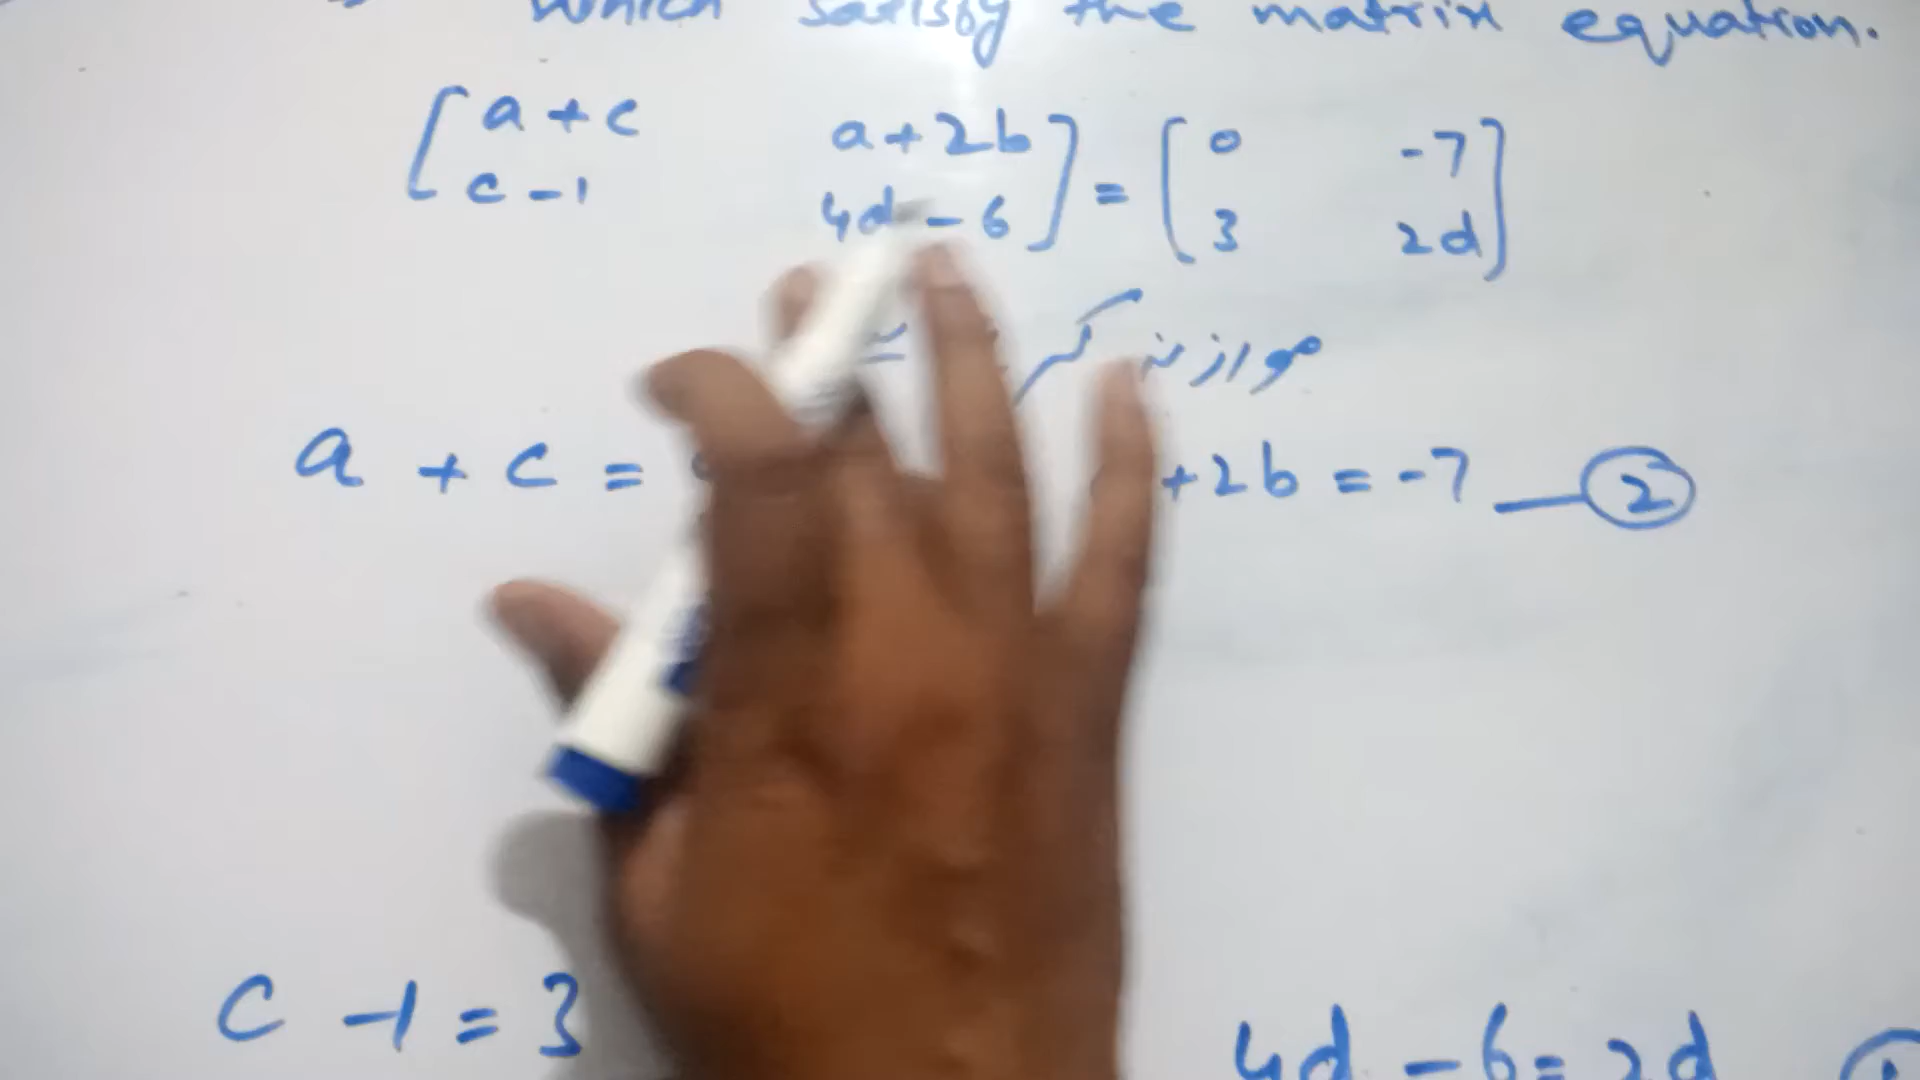 which satisfy the matrix equation.
[a + c a + 2b] = [0 -7]
[c - 1 4d - 6] [3 2d]
موازنہ کر
a + c = +2b = -7 — 2
c - 1 = 3 4d - 6 = 2d